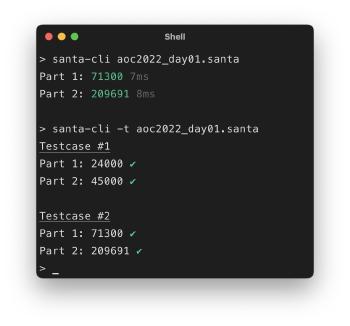 Shell
> santa-cli aoc2022_day01.santa
Part 1: 71300 7ms
Part 2: 209691 8ms
> santa-cli -t aoc2022_day01.santa
Testcase #1
Part 1: 24000 ✔
Part 2: 45000 ✔
Testcase #2
Part 1: 71300 ✔
Part 2: 209691 ✔
> _